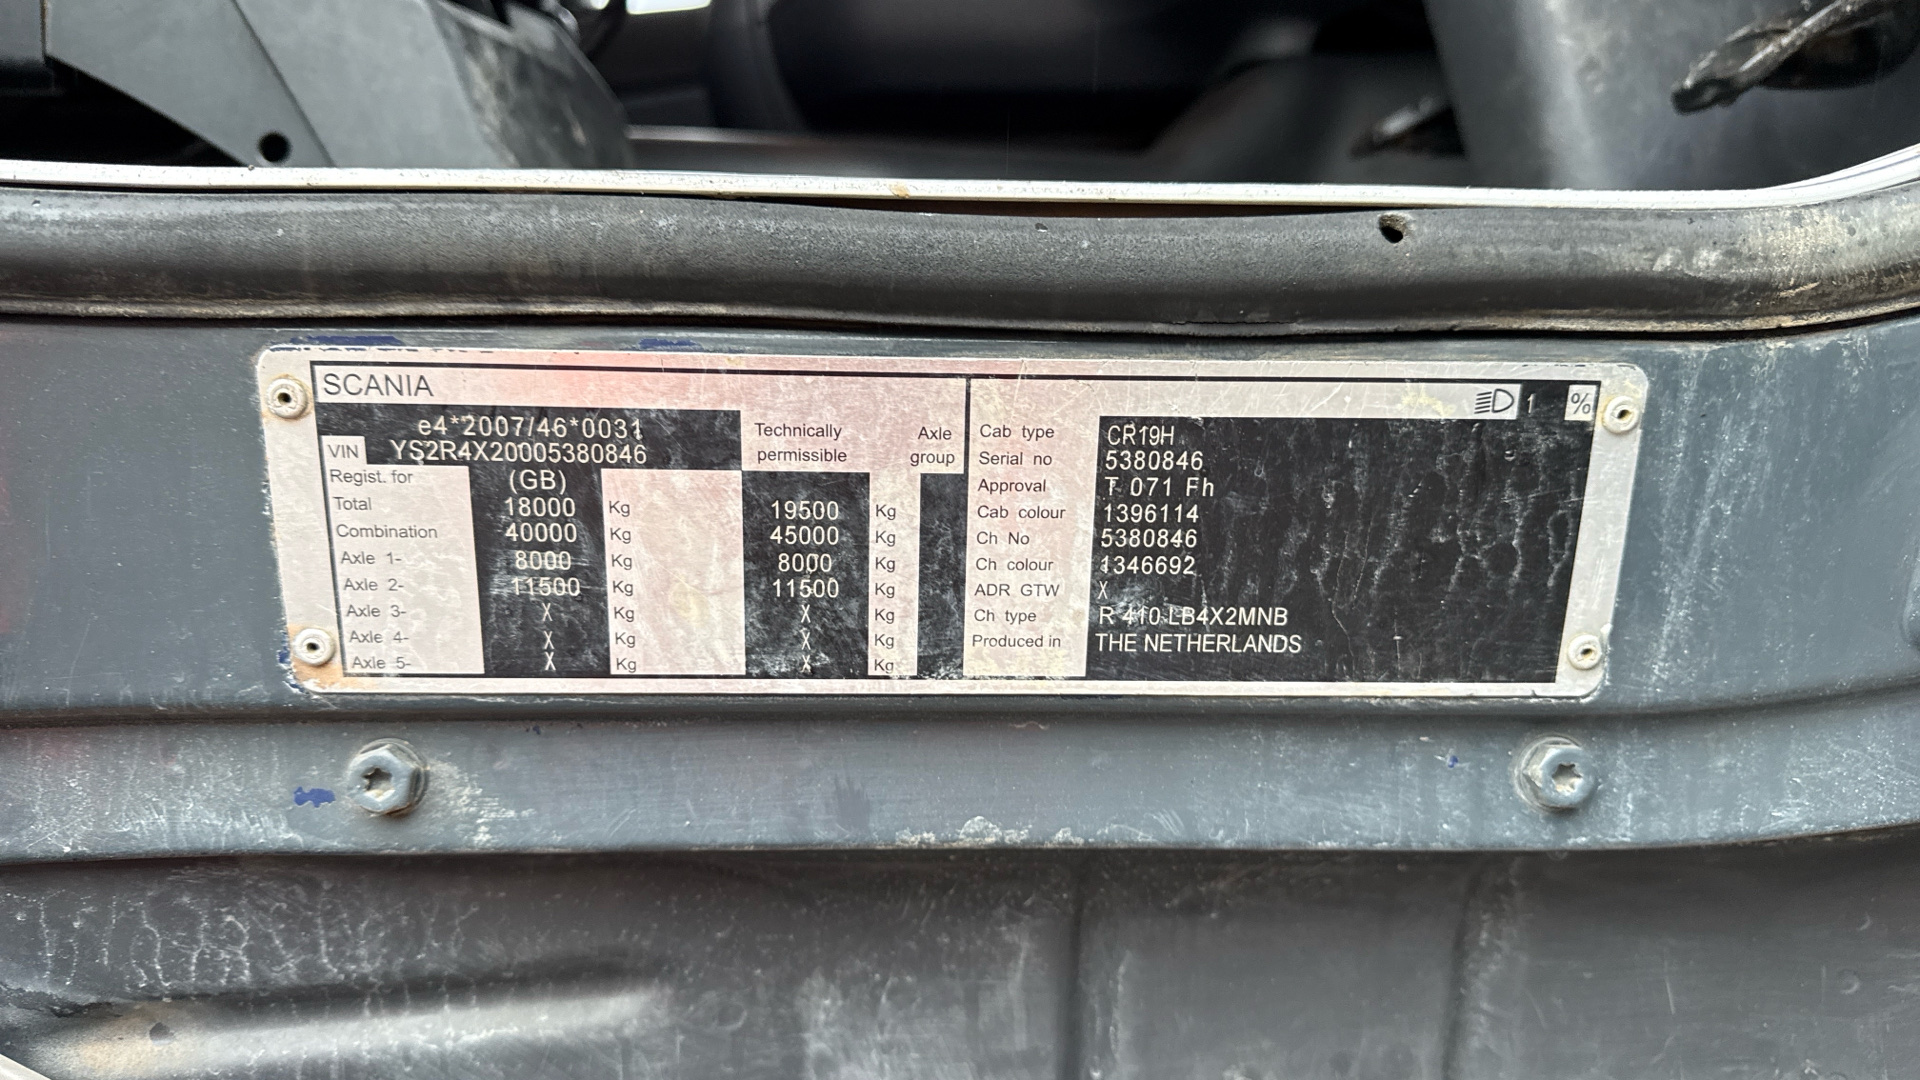 SCANIA
1 %
e4*2007/46*0031
VIN YS2R4X20005380846
Technically permissible
Axle group
Regist. for (GB)
Total 18000 Kg 19500 Kg
Combination 40000 Kg 45000 Kg
Axle 1- 8000 Kg 8000 Kg
Axle 2- 11500 Kg 11500 Kg
Axle 3- X Kg X Kg
Axle 4- X Kg X Kg
Axle 5- X Kg X Kg
Cab type CR19H
Serial no 5380846
Approval T 071 Fh
Cab colour 1396114
Ch No 5380846
Ch colour 1346692
ADR GTW X
Ch type R 410 LB4X2MNB
Produced in THE NETHERLANDS